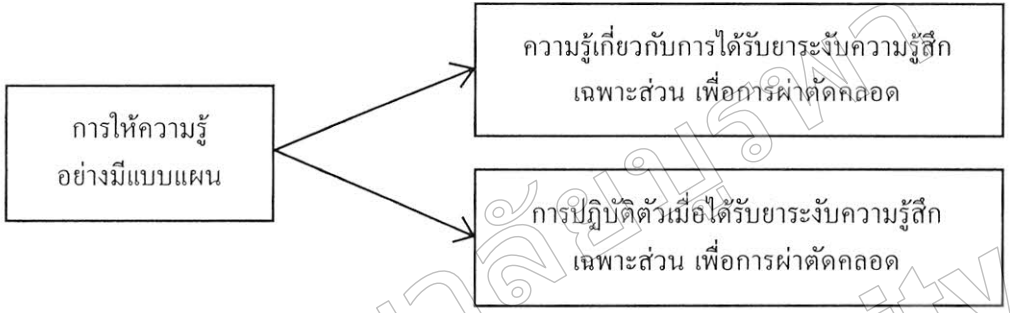 การให้ความรู้
อย่างมีแบบแผน
ความรู้เกี่ยวกับการได้รับยาระงับความรู้สึก
เฉพาะส่วน เพื่อการผ่าตัดคลอด
การปฏิบัติตัวเมื่อได้รับยาระงับความรู้สึก
เฉพาะส่วน เพื่อการผ่าตัดคลอด